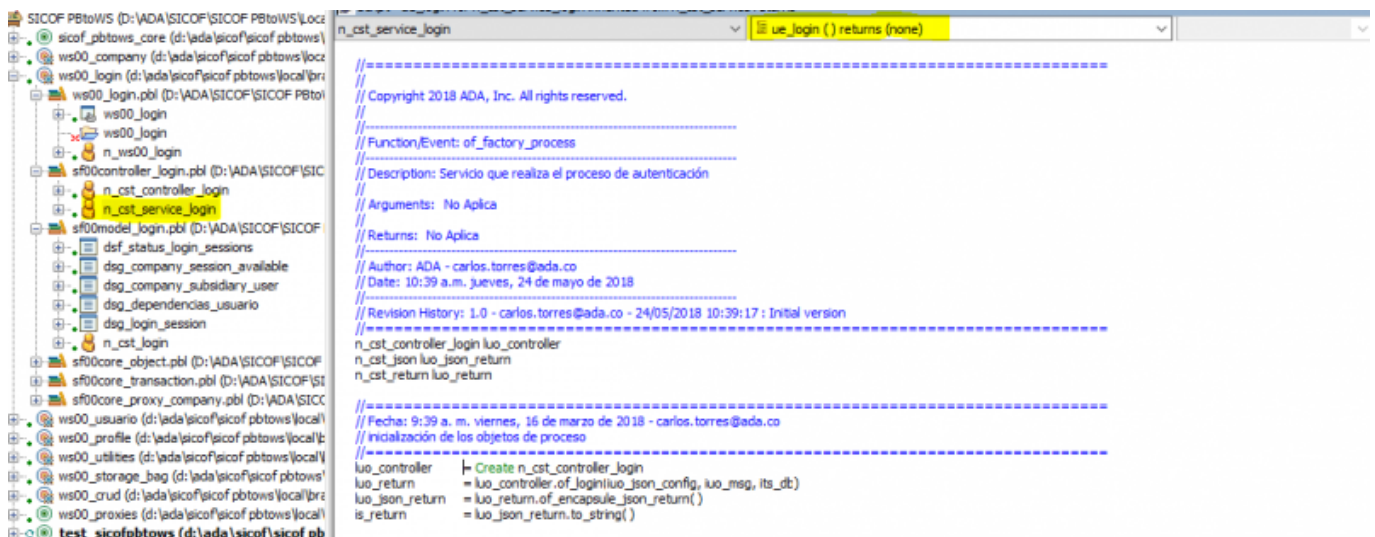 SICOF PBtoWS (D:\ADA\SICOF\SICOF PBtoWS\Loca
sicof_pbtows_core (d:\ada\sicof\sicof pbtows\
ws00_company (d:\ada\sicof\sicof pbtows\loca
ws00_login (d:\ada\sicof\sicof pbtows\local\bra
ws00_login.pbl (D:\ADA\SICOF\SICOF PBtoW
ws00_login
ws00_login
n_ws00_login
sf00controller_login.pbl (D:\ADA\SICOF\SIC
n_cst_controller_login
n_cst_service_login
sf00model_login.pbl (D:\ADA\SICOF\SICOF
dsf_status_login_sessions
dsg_company_session_available
dsg_company_subsidiary_user
dsg_dependencias_usuario
dsg_login_session
n_cst_login
sf00core_object.pbl (D:\ADA\SICOF\SICOF
sf00core_transaction.pbl (D:\ADA\SICOF\SI
sf00core_proxy_company.pbl (D:\ADA\SICO
ws00_usuario (d:\ada\sicof\sicof pbtows\local\
ws00_profile (d:\ada\sicof\sicof pbtows\local\b
ws00_utilities (d:\ada\sicof\sicof pbtows\local\
ws00_storage_bag (d:\ada\sicof\sicof pbtows\
ws00_crud (d:\ada\sicof\sicof pbtows\local\bra
ws00_proxies (d:\ada\sicof\sicof pbtows\local\
test_sicofpbtows (d:\ada\sicof\sicof pb
n_cst_service_login ue_login ( ) returns (none)
//==========================================================================
//
// Copyright 2018 ADA, Inc. All rights reserved.
//
//--------------------------------------------------------------------------
// Function/Event: of_factory_process
//--------------------------------------------------------------------------
// Description: Servicio que realiza el proceso de autenticación
//
// Arguments: No Aplica
//
// Returns: No Aplica
//--------------------------------------------------------------------------
// Author: ADA - carlos.torres@ada.co
// Date: 10:39 a.m. jueves, 24 de mayo de 2018
//--------------------------------------------------------------------------
// Revision History: 1.0 - carlos.torres@ada.co - 24/05/2018 10:39:17 : Initial version
//==========================================================================
n_cst_controller_login luo_controller
n_cst_json luo_json_return
n_cst_return luo_return
//==========================================================================
// Fecha: 9:39 a. m. viernes, 16 de marzo de 2018 - carlos.torres@ada.co
// inicialización de los objetos de proceso
//==========================================================================
luo_controller = Create n_cst_controller_login
luo_return = luo_controller.of_login(iuo_json_config, iuo_msg, its_db)
luo_json_return = luo_return.of_encapsule_json_return( )
is_return = luo_json_return.to_string( )